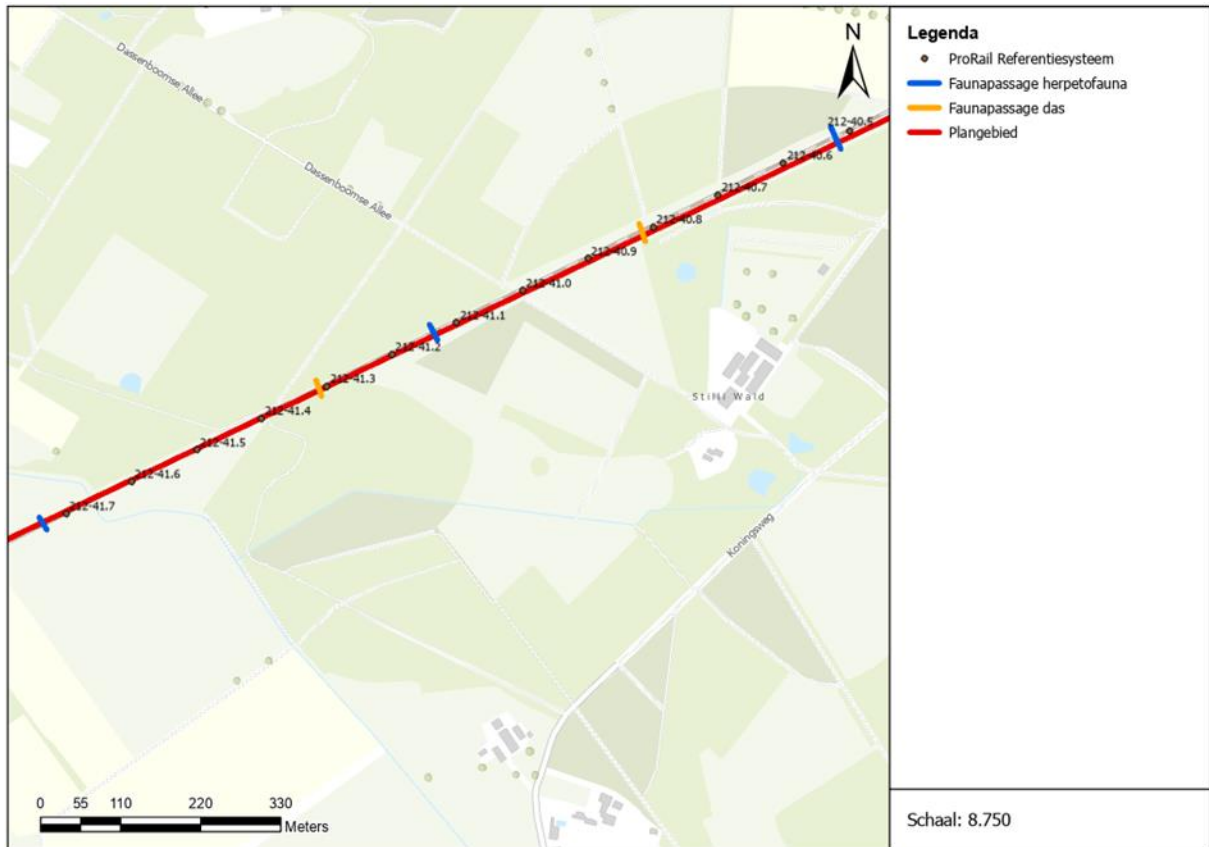 Dassenboomse Allee
Dassenboomse Allee
N
212-40.5
212-40.6
212-40.7
212-40.8
212-40.9
212-41.0
212-41.1
212-41.2
212-41.3
212-41.4
212-41.5
212-41.6
212-41.7
Koningsweg
0 55 110 220 330
Meters
Legenda
ProRail Referentiesysteem
Faunapassage herpetofauna
Faunapassage das
Plangebied
Schaal: 8.750